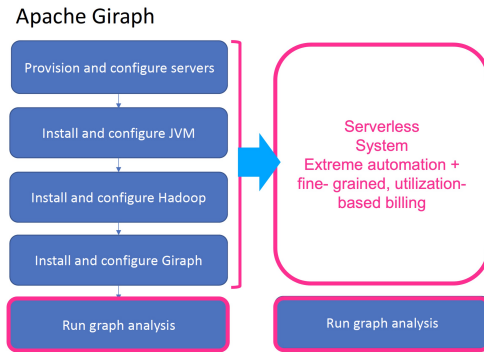 Apache Giraph
Provision and configure servers
Install and configure JVM
Install and configure Hadoop
Install and configure Giraph
Run graph analysis
Serverless
System
Extreme automation +
fine- grained, utilization-
based billing
Run graph analysis